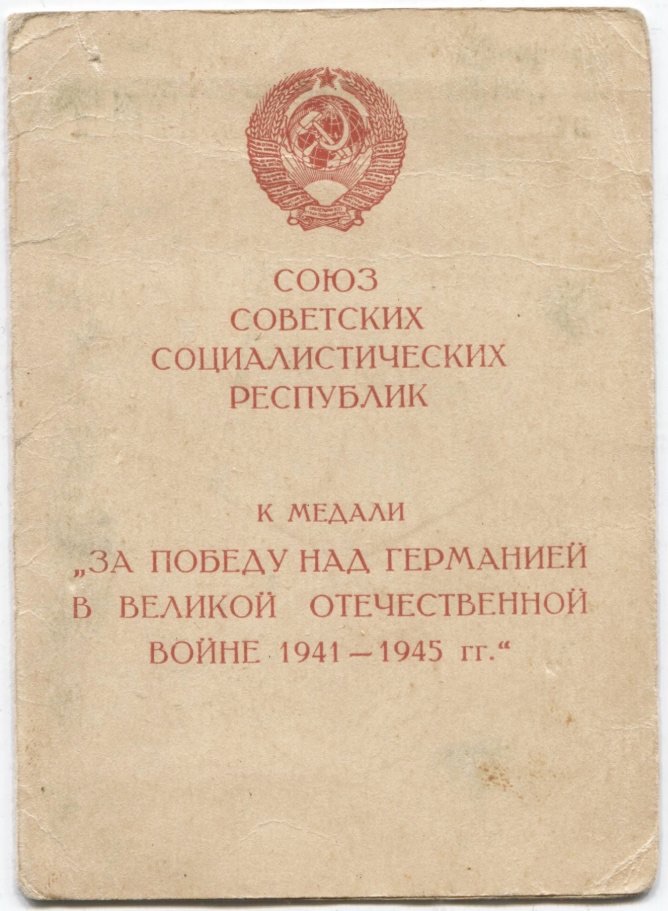 СОЮЗ
СОВЕТСКИХ
СОЦИАЛИСТИЧЕСКИХ
РЕСПУБЛИК
К МЕДАЛИ
„ЗА ПОБЕДУ НАД ГЕРМАНИЕЙ
В ВЕЛИКОЙ ОТЕЧЕСТВЕННОЙ
ВОЙНЕ 1941—1945 гг.“